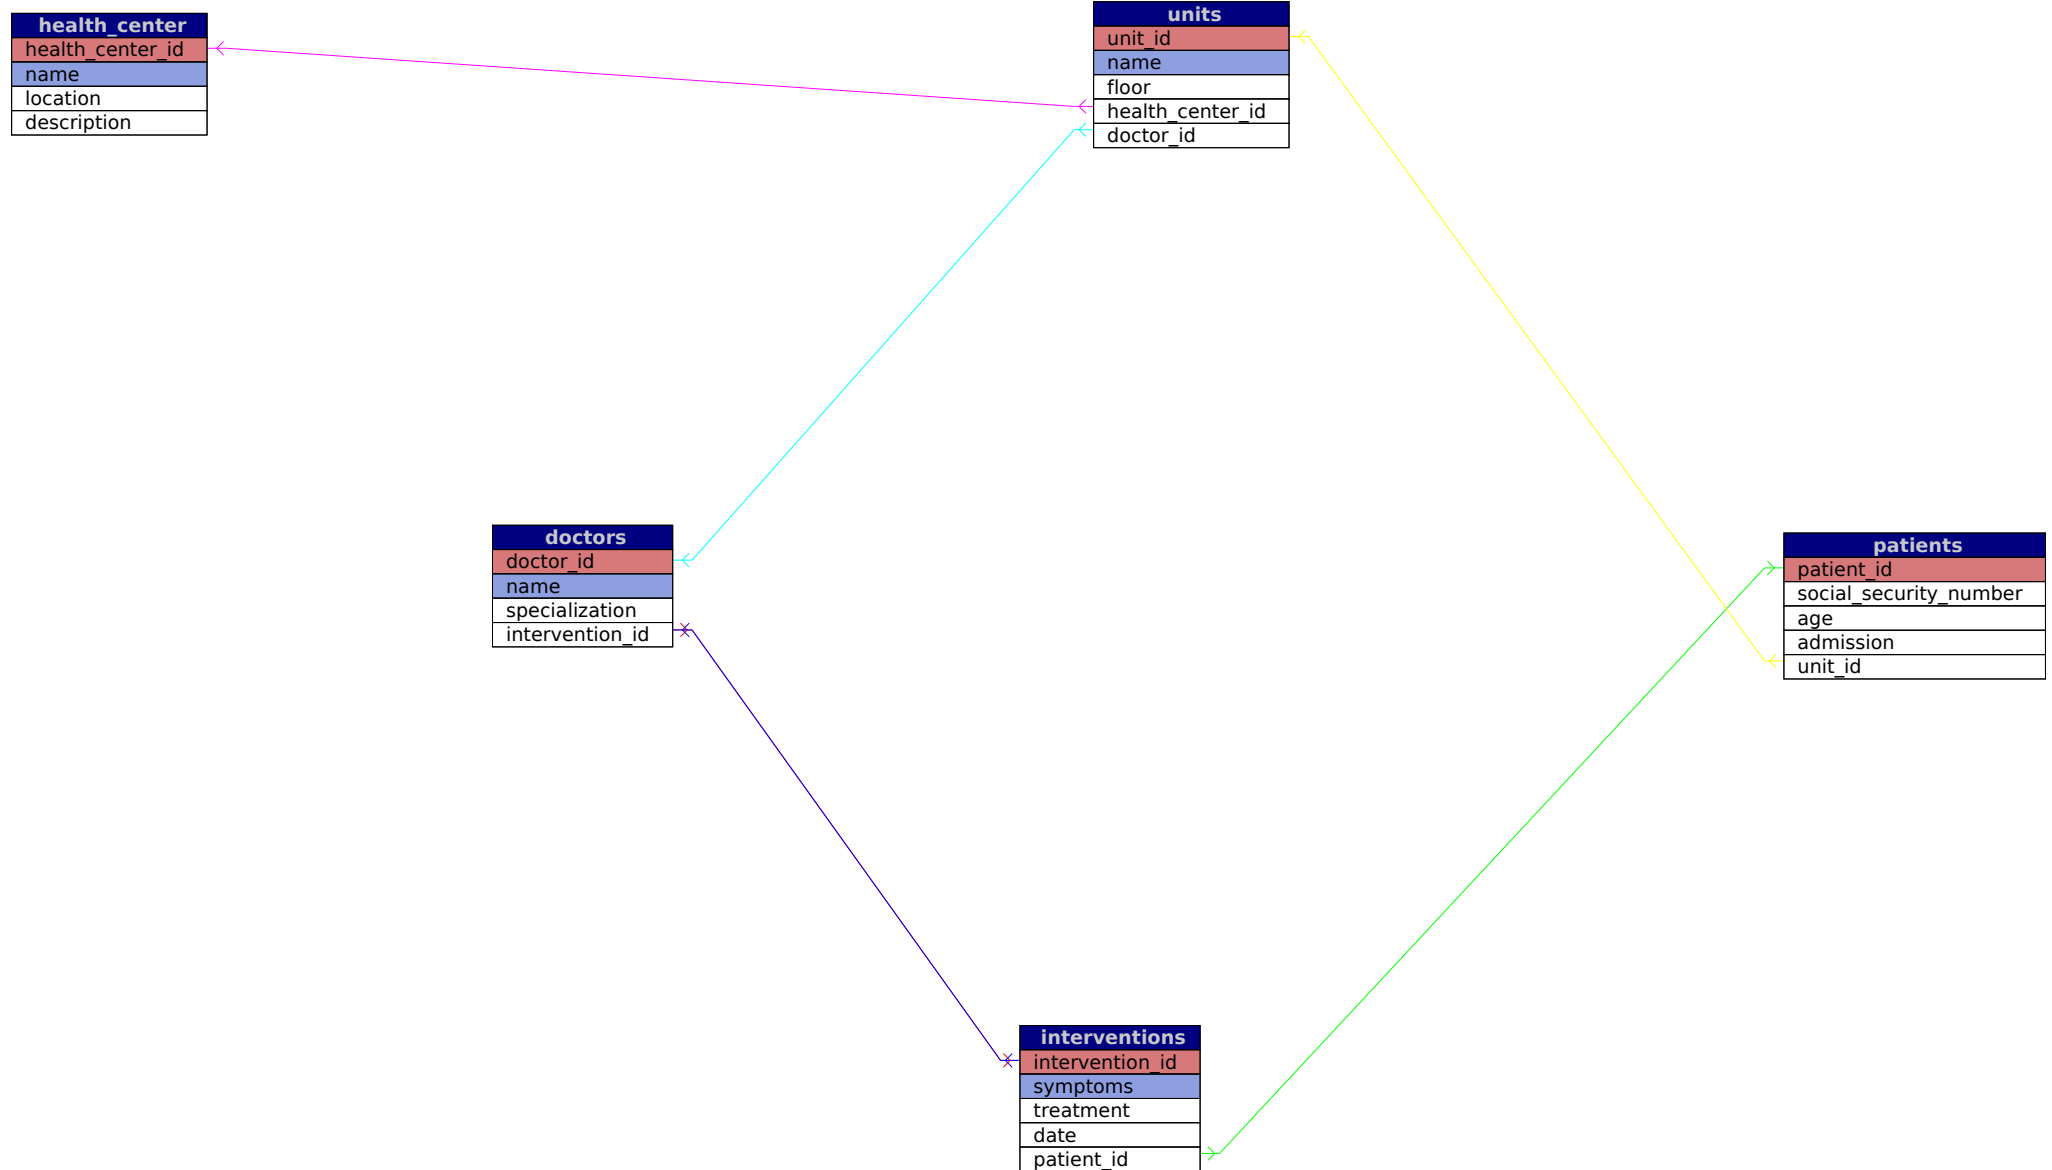 health_center
health_center_id
name
location
description
units
unit_id
name
floor
health_center_id
doctor_id
doctors
doctor_id
name
specialization
intervention_id
patients
patient_id
social_security_number
age
admission
unit_id
interventions
intervention_id
symptoms
treatment
date
patient_id